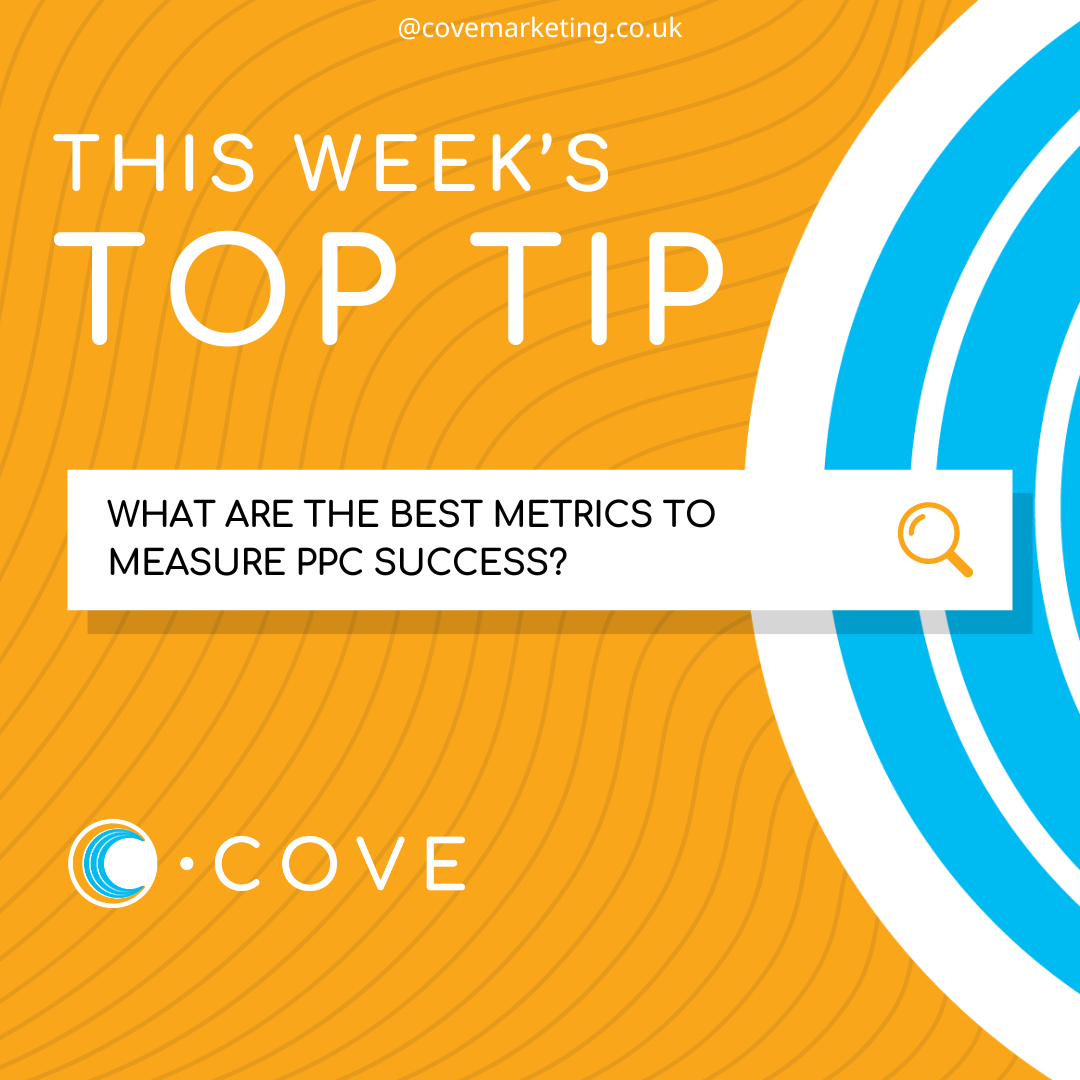 @covemarketing.co.uk
THIS WEEK’S
TOP TIP
WHAT ARE THE BEST METRICS TO
MEASURE PPC SUCCESS?
COVE